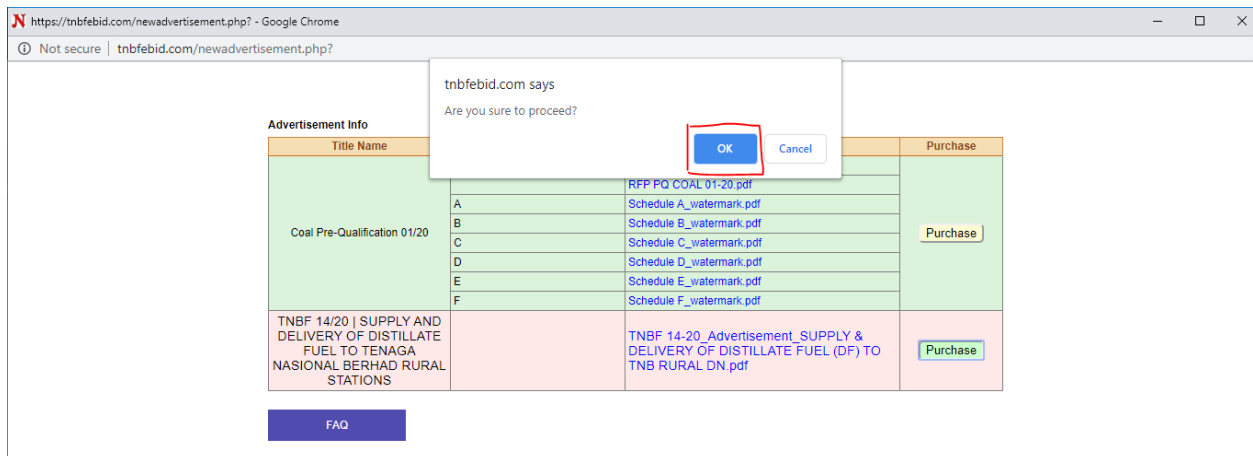 N https://tnbfebid.com/newadvertisement.php? - Google Chrome
Not secure | tnbfebid.com/newadvertisement.php?
tnbfebid.com says
Are you sure to proceed?
OK
Cancel
Advertisement Info
Title Name
Purchase
RFP PQ COAL 01-20.pdf
Coal Pre-Qualification 01/20
A
Schedule A_watermark.pdf
B
Schedule B_watermark.pdf
C
Schedule C_watermark.pdf
D
Schedule D_watermark.pdf
E
Schedule E_watermark.pdf
F
Schedule F_watermark.pdf
Purchase
TNBF 14/20 | SUPPLY AND
DELIVERY OF DISTILLATE
FUEL TO TENAGA
NASIONAL BERHAD RURAL
STATIONS
TNBF 14-20_Advertisement_SUPPLY &
DELIVERY OF DISTILLATE FUEL (DF) TO
TNB RURAL DN.pdf
Purchase
FAQ